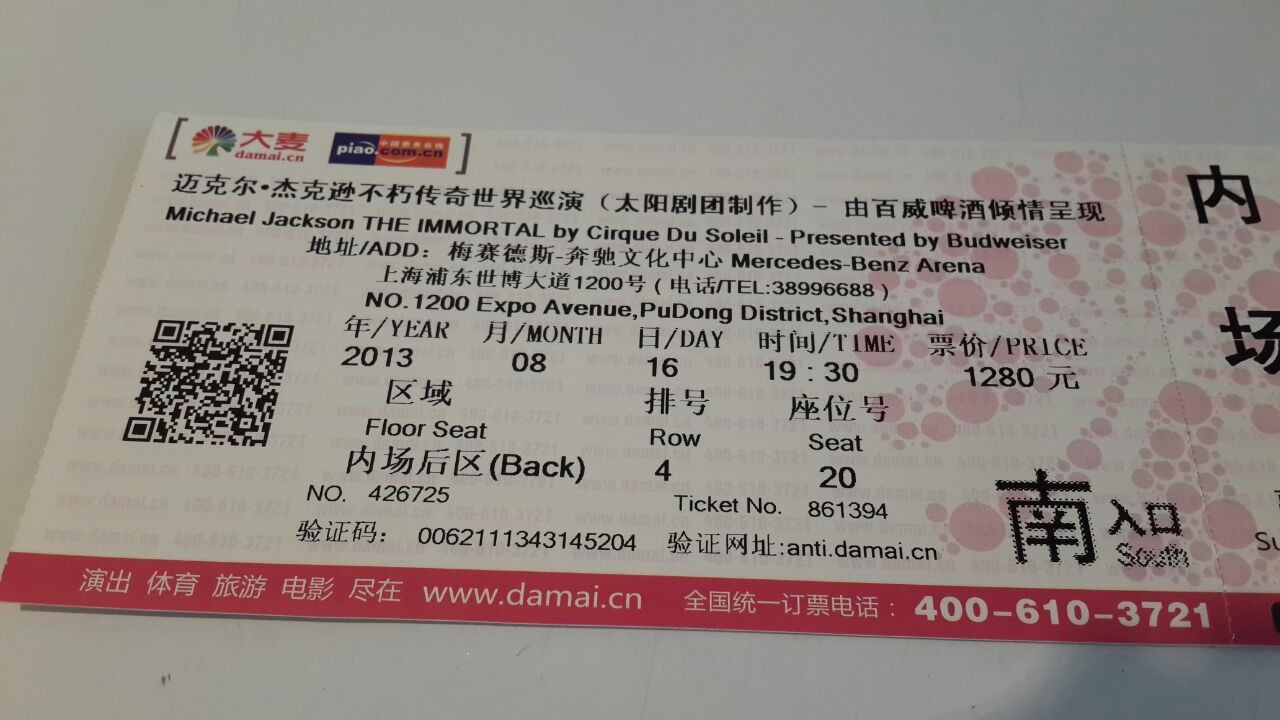 大麦 damai.cn piao.com.cn 中国票务在线
迈克尔·杰克逊不朽传奇世界巡演（太阳剧团制作）- 由百威啤酒倾情呈现
Michael Jackson THE IMMORTAL by Cirque Du Soleil - Presented by Budweiser
地址/ADD：梅赛德斯-奔驰文化中心 Mercedes-Benz Arena
上海浦东世博大道1200号（电话/TEL:38996688）
NO.1200 Expo Avenue,PuDong District,Shanghai
年/YEAR 月/MONTH 日/DAY 时间/TIME 票价/PRICE
2013 08 16 19：30 1280 元
区域 排号 座位号
Floor Seat Row Seat
内场后区(Back) 4 20
NO. 426725 Ticket No. 861394
验证码： 0062111343145204 验证网址:anti.damai.cn
南 入口
South
演出 体育 旅游 电影 尽在 www.damai.cn 全国统一订票电话：400-610-3721
内
场